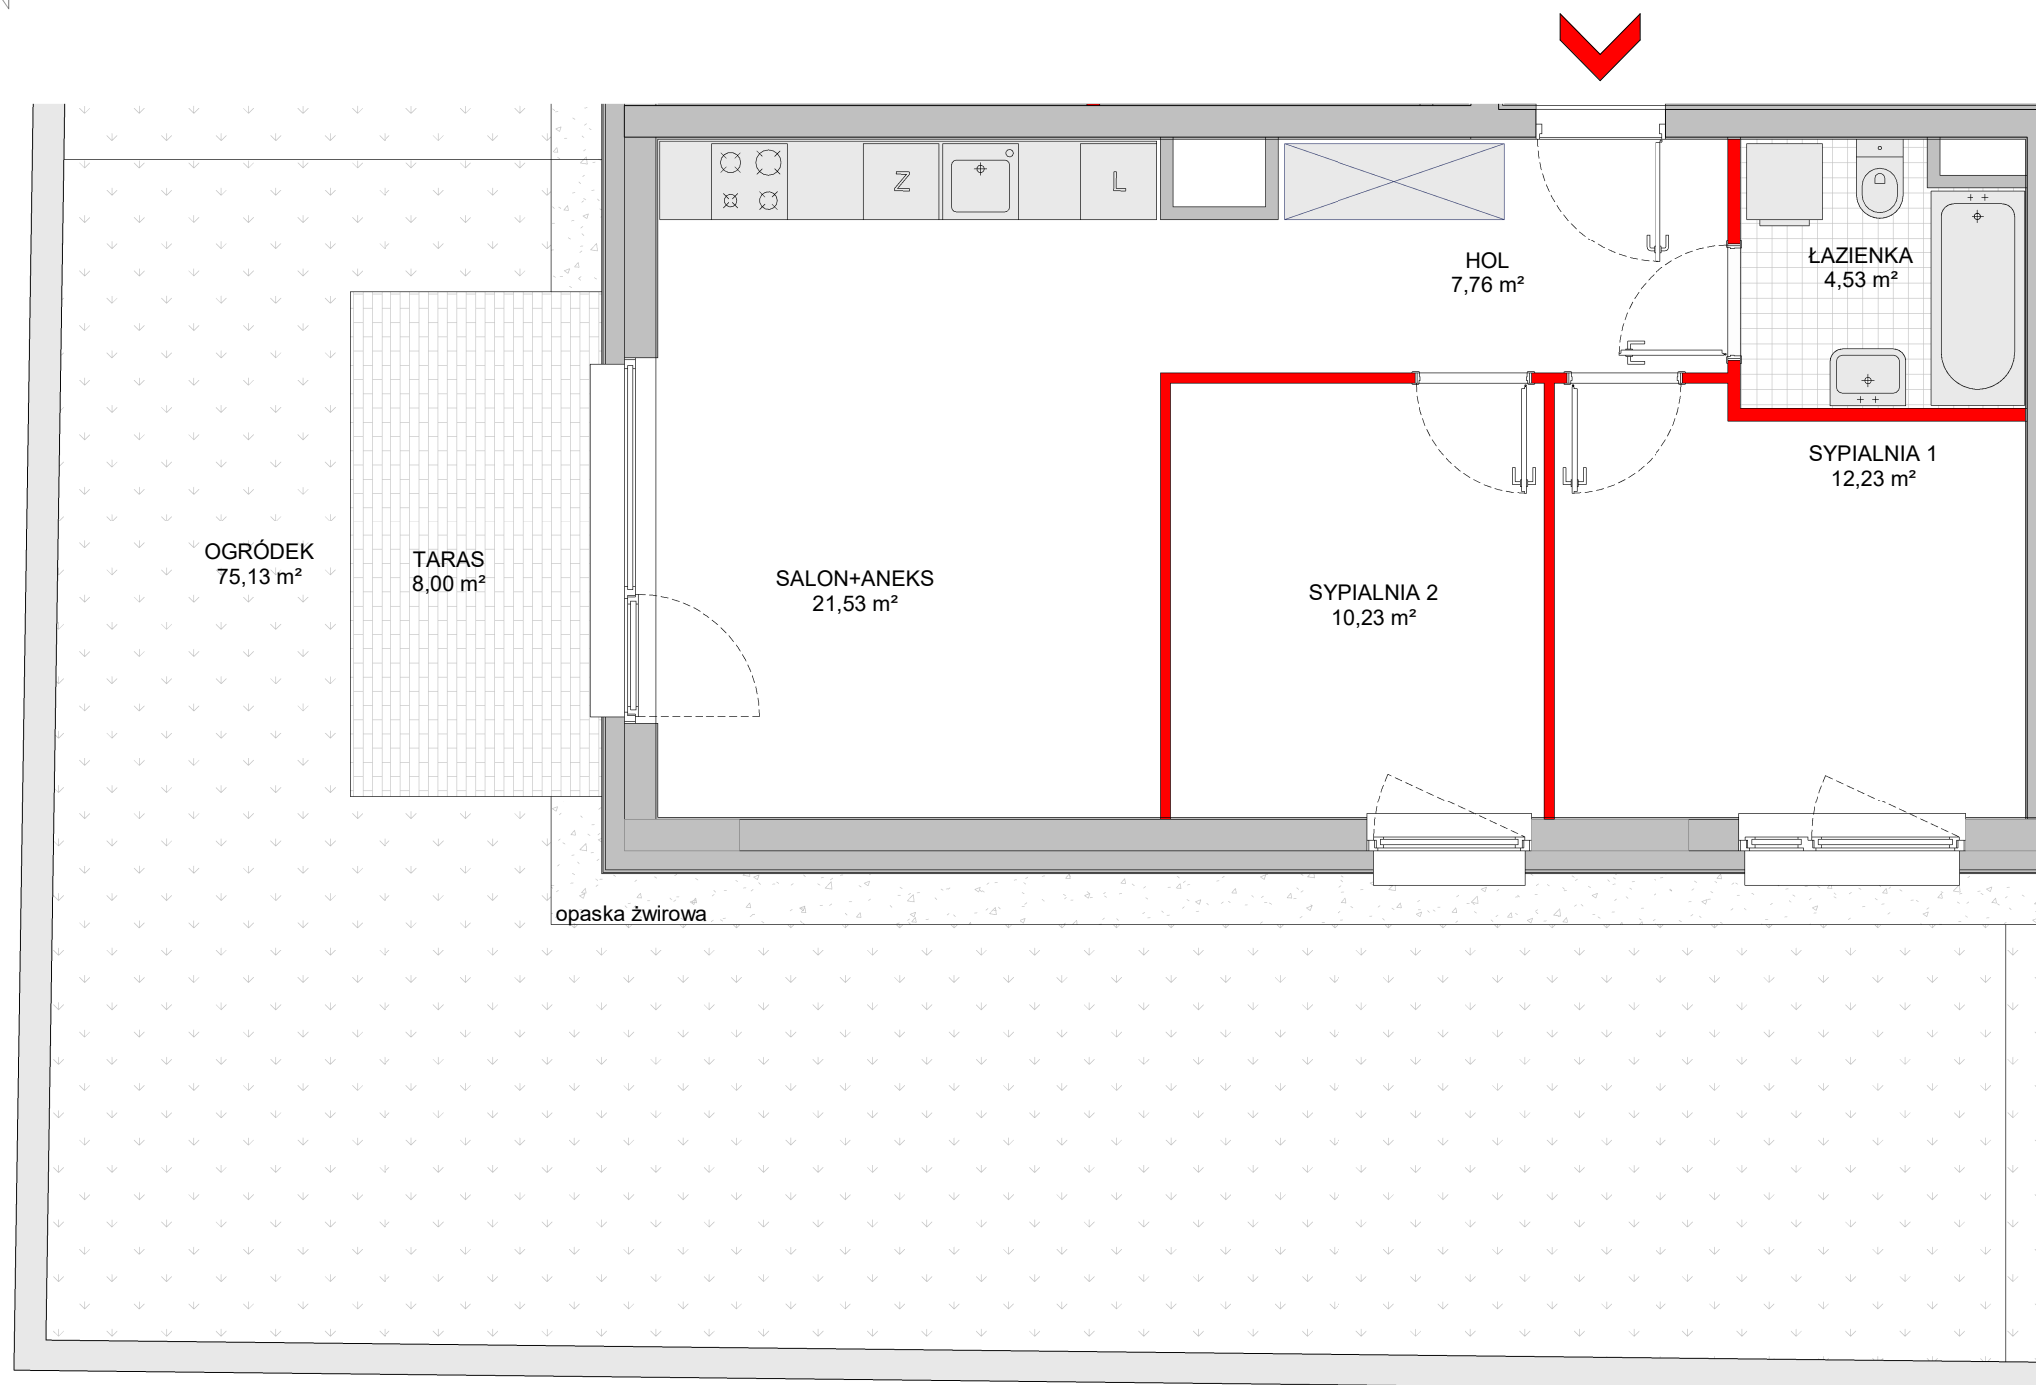 Z
L
HOL
7,76 m²
ŁAZIENKA
4,53 m²
SYPIALNIA 1
12,23 m²
OGRÓDEK
75,13 m²
TARAS
8,00 m²
SALON+ANEKS
21,53 m²
SYPIALNIA 2
10,23 m²
opaska żwirowa